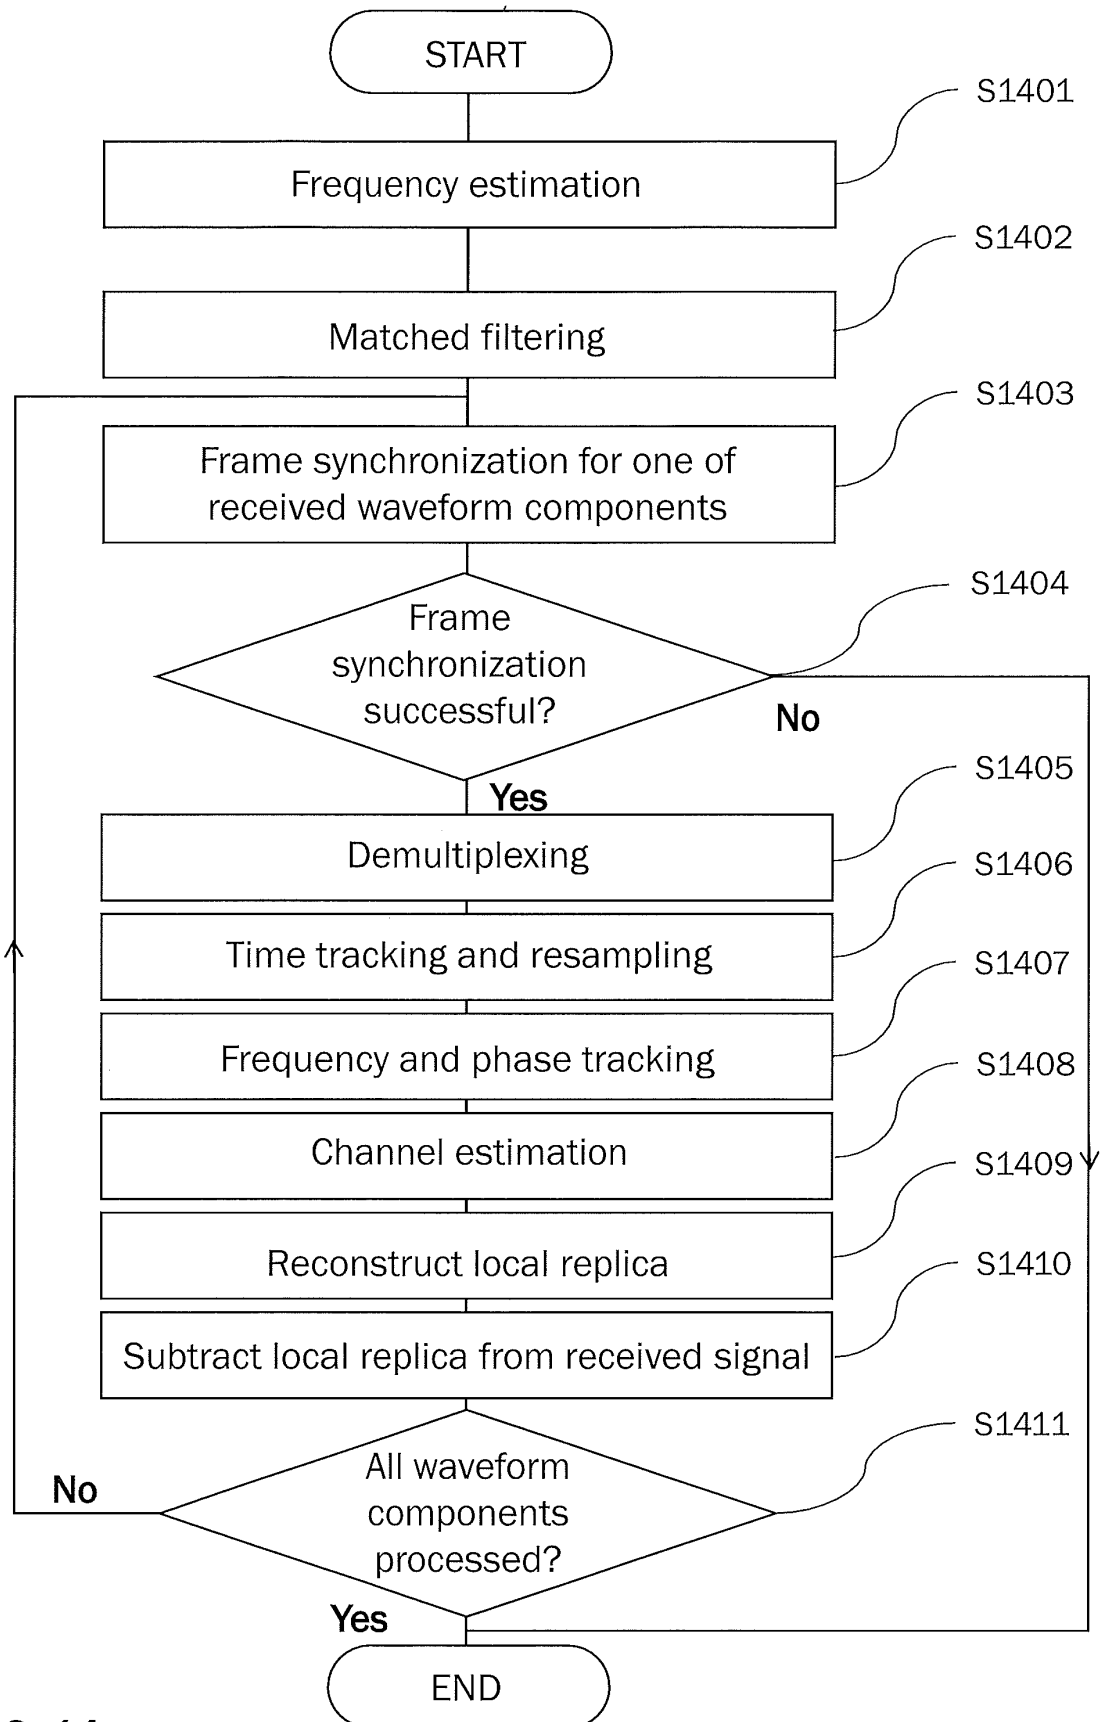 START
S1401
Frequency estimation
S1402
Matched filtering
S1403
Frame synchronization for one of
received waveform components
S1404
Frame
synchronization
successful?
No
Yes
S1405
Demultiplexing
S1406
Time tracking and resampling
S1407
Frequency and phase tracking
S1408
Channel estimation
S1409
Reconstruct local replica
S1410
Subtract local replica from received signal
S1411
All waveform
components
processed?
No
Yes
END